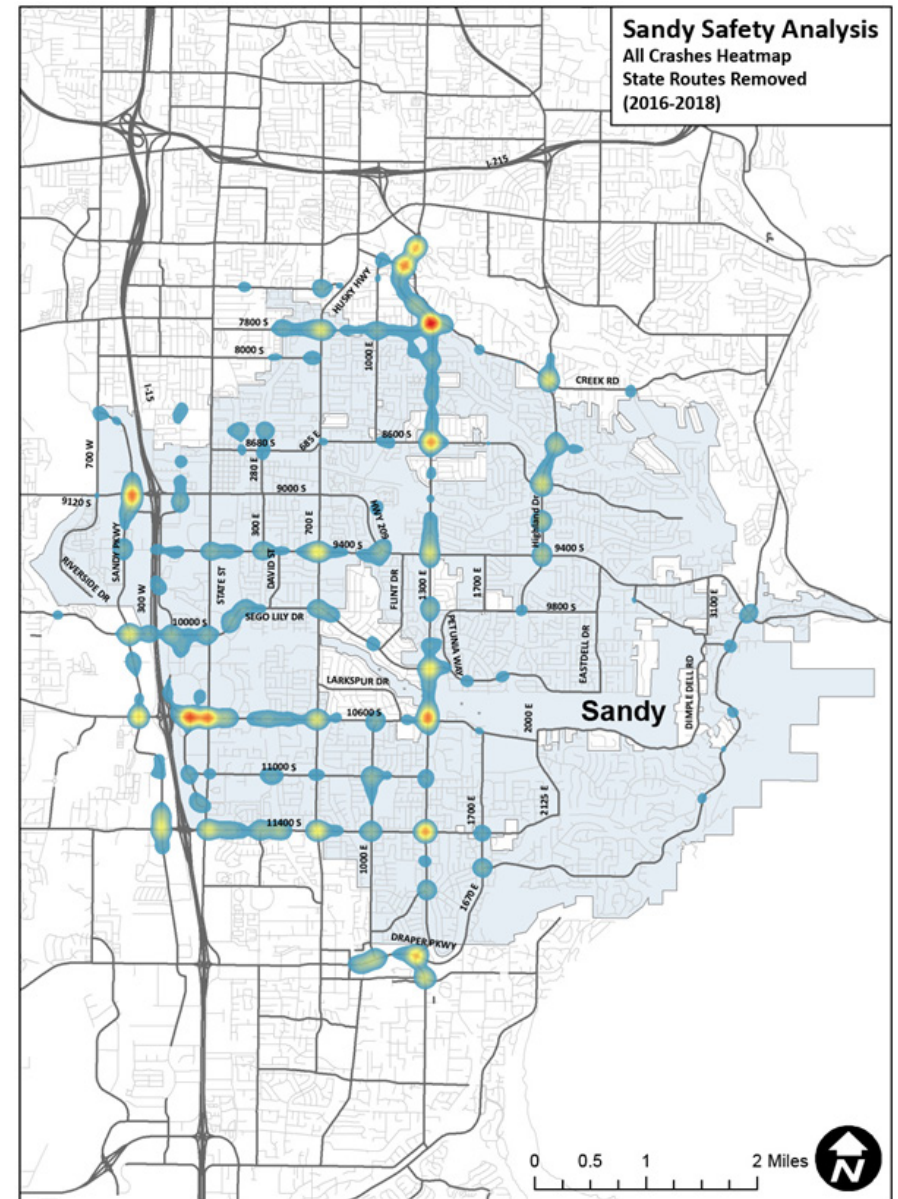 Sandy Safety Analysis
All Crashes Heatmap
State Routes Removed
(2016-2018)
I-215
HUSKY HWY
7800 S
1000 E
8000 S
CREEK RD
I-15
700 W
8680 S
685 E
8600 S
280 E
9000 S
9120 S
HWY 209
Highland Dr
SANDY PKWY
300 E
700 E
9400 S
9400 S
RIVERSIDE DR
300 W
STATE ST
DAVID ST
FLINT DR
1300 E
1700 E
3100 E
9800 S
10000 S
SEGO LILY DR
PETUNIA WAY
EASTDELL DR
LARKSPUR DR
DIMPLE DELL RD
Sandy
10600 S
2000 E
11000 S
1700 E
2125 E
11400 S
1000 E
1670 E
DRAPER PKWY
0 0.5 1 2 Miles
N